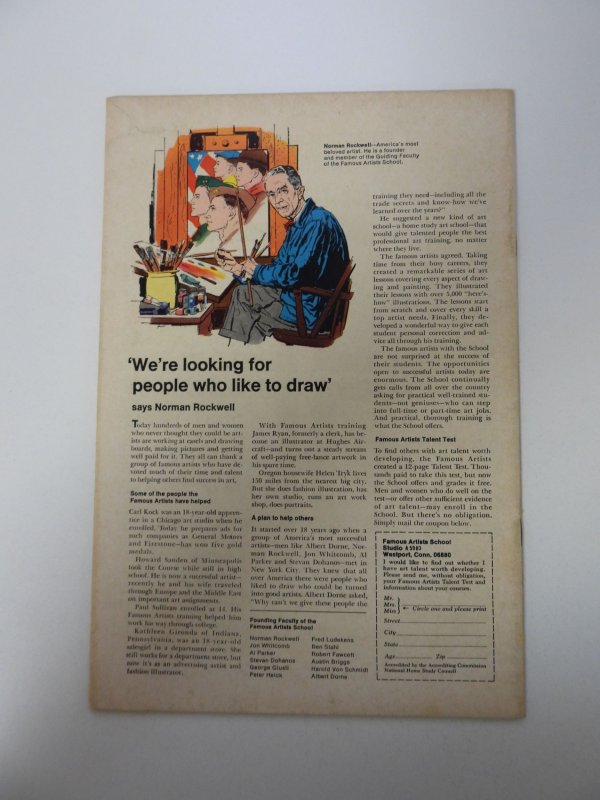 Norman Rockwell—America's most
beloved artist. He is a founder
and member of the Guiding Faculty
of the Famous Artists School.
'We're looking for
people who like to draw'
says Norman Rockwell
Today hundreds of men and women
who never thought they could be art-
ists are working at easels and drawing
boards, making pictures and getting
well paid for it. They all can thank a
group of famous artists who have de-
voted much of their time and talent
to helping others find success in art.
Some of the people the
Famous Artists have helped
Carl Kock was an 18-year-old appren-
tice in a Chicago art studio when he
enrolled. Today he prepares ads for
such companies as General Motors
and Firestone—has won five gold
medals.
Howard Sanden of Minneapolis
took the Course while still in high
school. He is now a successful artist—
recently he and his wife traveled
through Europe and the Middle East
on important art assignments.
Paul Sullivan enrolled at 14. His
Famous Artists training helped him
work his way through college.
Kathleen Gironda of Indiana,
Pennsylvania, was an 18-year-old
salesgirl in a department store. She
still works for a department store, but
now it's as an advertising artist and
fashion illustrator.
With Famous Artists training
James Ryan, formerly a clerk, has be-
come an illustrator at Hughes Air-
craft—and turns out a steady stream
of well-paying free-lance artwork in
his spare time.
Oregon housewife Helen Tryk lives
150 miles from the nearest big city.
But she does fashion illustration, has
her own studio, runs an art work
shop, does portraits.
A plan to help others
It started over 18 years ago when a
group of America's most successful
artists—men like Albert Dorne, Nor-
man Rockwell, Jon Whitcomb, Al
Parker and Stevan Dohanos—met in
New York City. They knew that all
over America there were people who
liked to draw who could be turned
into good artists. Albert Dorne asked,
"Why can't we give these people the
Founding Faculty of the
Famous Artists School
Norman Rockwell
Jon Whitcomb
Al Parker
Stevan Dohanos
George Giusti
Peter Helck
Fred Ludekens
Ben Stahl
Robert Fawcett
Austin Briggs
Harold Von Schmidt
Albert Dorne
training they need—including all the
trade secrets and know-how we've
learned over the years?"
He suggested a new kind of art
school—a home study art school—that
would give talented people the best
professional art training, no matter
where they live.
The famous artists agreed. Taking
time from their busy careers, they
created a remarkable series of art
lessons covering every aspect of draw-
ing and painting. They illustrated
their lessons with over 5,000 "here's-
how" illustrations. The lessons start
from scratch and cover every skill a
top artist needs. Finally, they de-
veloped a wonderful way to give each
student personal correction and ad-
vice all through his training.
The famous artists with the School
are not surprised at the success of
their students. The opportunities
open to successful artists today are
enormous. The School continually
gets calls from all over the country
asking for practical well-trained stu-
dents—not geniuses—who can step
into full-time or part-time art jobs.
And practical, thorough training is
what the School offers.
Famous Artists Talent Test
To find others with art talent worth
developing, the Famous Artists
created a 12-page Talent Test. Thou-
sands paid to take this test, but now
the School offers and grades it free.
Men and women who do well on the
test—or offer other sufficient evidence
of art talent—may enroll in the
School. But there's no obligation.
Simply mail the coupon below.
Famous Artists School
Studio A 5083
Westport, Conn. 06880
I would like to find out whether I
have art talent worth developing.
Please send me, without obligation,
your Famous Artists Talent Test and
information about your courses.
Mr.
Mrs. Circle one and please print
Miss
Street
City
State
Age Zip
Accredited by the Accrediting Commission
National Home Study Council